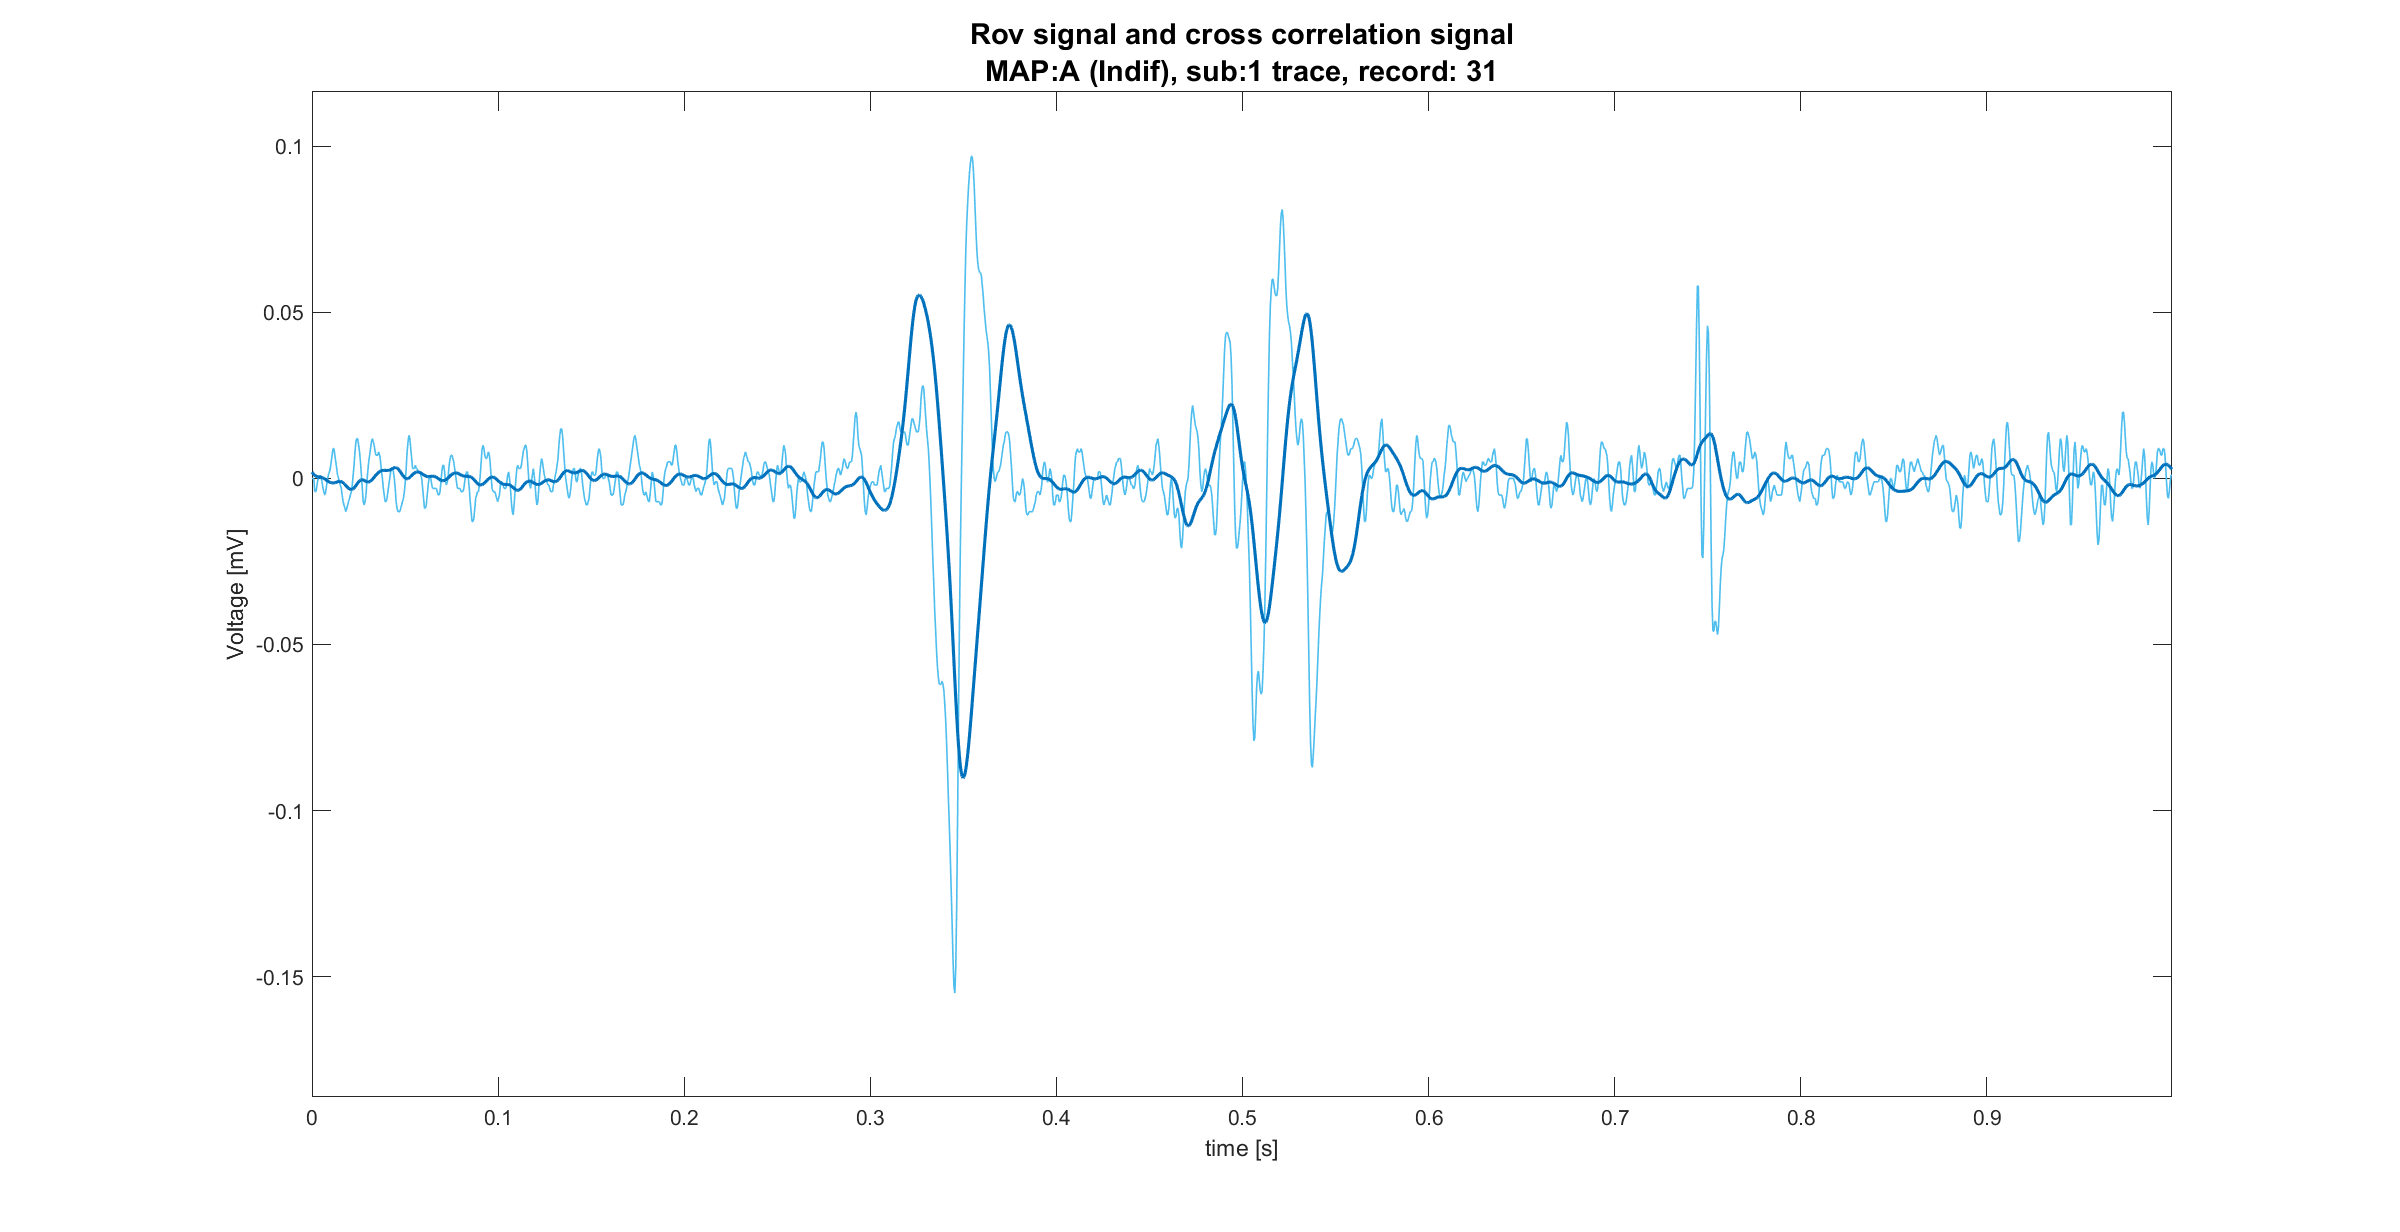 Rov signal and cross correlation signal
MAP:A (Indif), sub:1 trace, record: 31
0.1
0.05
0
-0.05
-0.1
-0.15
Voltage [mV]
0 0.1 0.2 0.3 0.4 0.5 0.6 0.7 0.8 0.9
time [s]